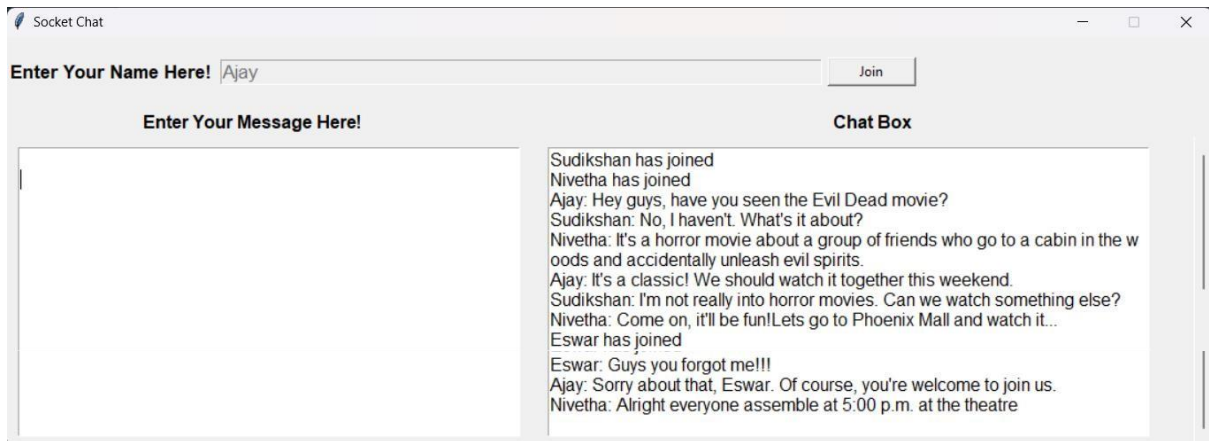 Socket Chat
Enter Your Name Here! Ajay Join
Enter Your Message Here! Chat Box
Sudikshan has joined
Nivetha has joined
Ajay: Hey guys, have you seen the Evil Dead movie?
Sudikshan: No, I haven't. What's it about?
Nivetha: It's a horror movie about a group of friends who go to a cabin in the w
oods and accidentally unleash evil spirits.
Ajay: It's a classic! We should watch it together this weekend.
Sudikshan: I'm not really into horror movies. Can we watch something else?
Nivetha: Come on, it'll be fun!Lets go to Phoenix Mall and watch it...
Eswar has joined
Eswar: Guys you forgot me!!!
Ajay: Sorry about that, Eswar. Of course, you're welcome to join us.
Nivetha: Alright everyone assemble at 5:00 p.m. at the theatre